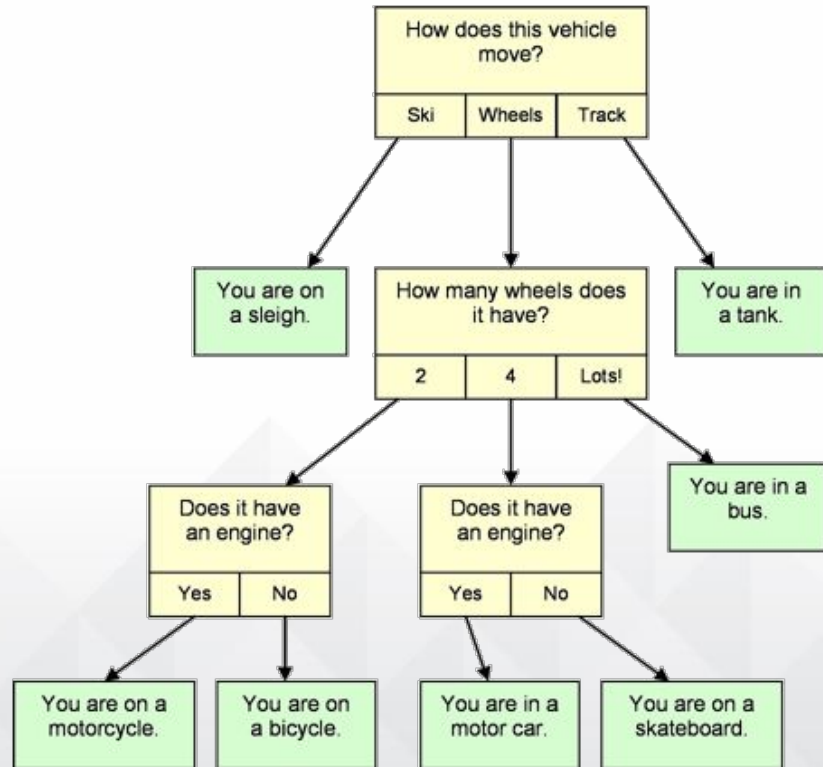 How does this vehicle
move?
Ski Wheels Track
You are on
a sleigh.
How many wheels does
it have?
2 4 Lots!
You are in
a tank.
Does it have
an engine?
Yes No
Does it have
an engine?
Yes No
You are in a
bus.
You are on a
motorcycle.
You are on
a bicycle.
You are in a
motor car.
You are on a
skateboard.